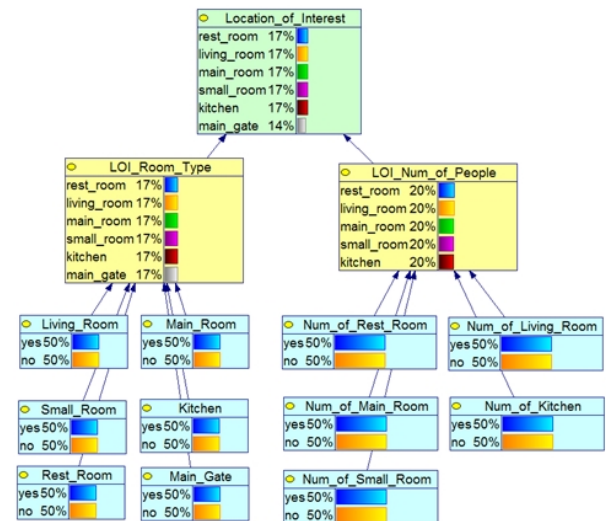 Location_of_Interest
rest_room 17%
living_room 17%
main_room 17%
small_room 17%
kitchen 17%
main_gate 14%
LOI_Room_Type
rest_room 17%
living_room 17%
main_room 17%
small_room 17%
kitchen 17%
main_gate 17%
LOI_Num_of_People
rest_room 20%
living_room 20%
main_room 20%
small_room 20%
kitchen 20%
Living_Room
yes 50%
no 50%
Main_Room
yes 50%
no 50%
Num_of_Rest_Room
yes 50%
no 50%
Num_of_Living_Room
yes 50%
no 50%
Small_Room
yes 50%
no 50%
Kitchen
yes 50%
no 50%
Num_of_Main_Room
yes 50%
no 50%
Num_of_Kitchen
yes 50%
no 50%
Rest_Room
yes 50%
no 50%
Main_Gate
yes 50%
no 50%
Num_of_Small_Room
yes 50%
no 50%